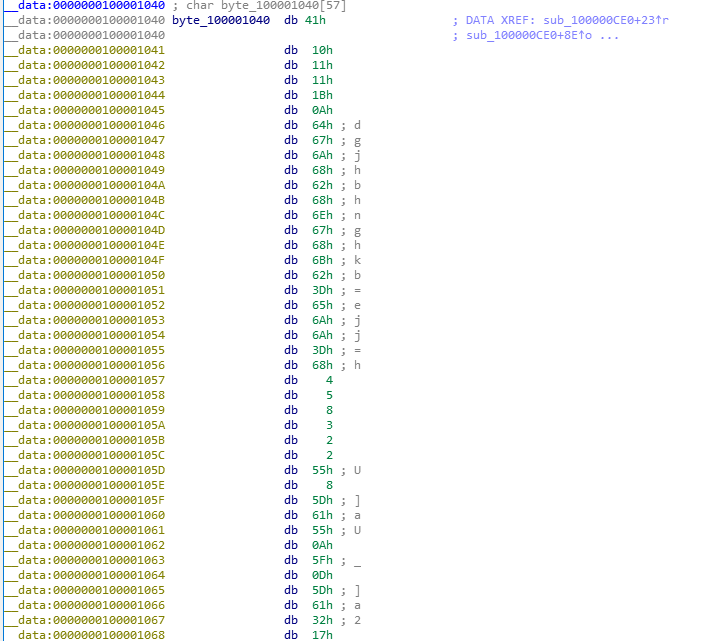 __data:0000000100001040 ; char byte_100001040[57]
__data:0000000100001040 byte_100001040 db 41h ; DATA XREF: sub_100000CE0+23↑r
__data:0000000100001040 ; sub_100000CE0+8E↑o ...
__data:0000000100001041 db 10h
__data:0000000100001042 db 11h
__data:0000000100001043 db 11h
__data:0000000100001044 db 1Bh
__data:0000000100001045 db 0Ah
__data:0000000100001046 db 64h ; d
__data:0000000100001047 db 67h ; g
__data:0000000100001048 db 6Ah ; j
__data:0000000100001049 db 68h ; h
__data:000000010000104A db 62h ; b
__data:000000010000104B db 68h ; h
__data:000000010000104C db 6Eh ; n
__data:000000010000104D db 67h ; g
__data:000000010000104E db 68h ; h
__data:000000010000104F db 6Bh ; k
__data:0000000100001050 db 62h ; b
__data:0000000100001051 db 3Dh ; =
__data:0000000100001052 db 65h ; e
__data:0000000100001053 db 6Ah ; j
__data:0000000100001054 db 6Ah ; j
__data:0000000100001055 db 3Dh ; =
__data:0000000100001056 db 68h ; h
__data:0000000100001057 db 4
__data:0000000100001058 db 5
__data:0000000100001059 db 8
__data:000000010000105A db 3
__data:000000010000105B db 2
__data:000000010000105C db 2
__data:000000010000105D db 55h ; U
__data:000000010000105E db 8
__data:000000010000105F db 5Dh ; ]
__data:0000000100001060 db 61h ; a
__data:0000000100001061 db 55h ; U
__data:0000000100001062 db 0Ah
__data:0000000100001063 db 5Fh ; _
__data:0000000100001064 db 0Dh
__data:0000000100001065 db 5Dh ; ]
__data:0000000100001066 db 61h ; a
__data:0000000100001067 db 32h ; 2
__data:0000000100001068 db 17h